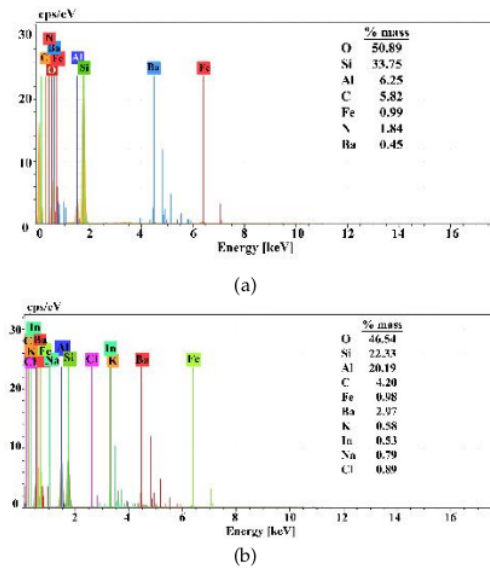 cps/eV
N
Ba
C Fe Al
O Si Ba Fe
30
20
10
0
0 2 4 6 8 10 12 14 16
Energy [keV]
% mass
O 50.89
Si 33.75
Al 6.25
C 5.82
Fe 0.99
N 1.84
Ba 0.45
(a)
cps/eV
In
C Ba Al In
K Fe Si Cl K Ba Fe
Cl Na
30
20
10
0
2 4 6 8 10 12 14 16
Energy [keV]
% mass
O 46.54
Si 22.33
Al 20.19
C 4.20
Fe 0.98
Ba 2.97
K 0.58
In 0.53
Na 0.79
Cl 0.89
(b)